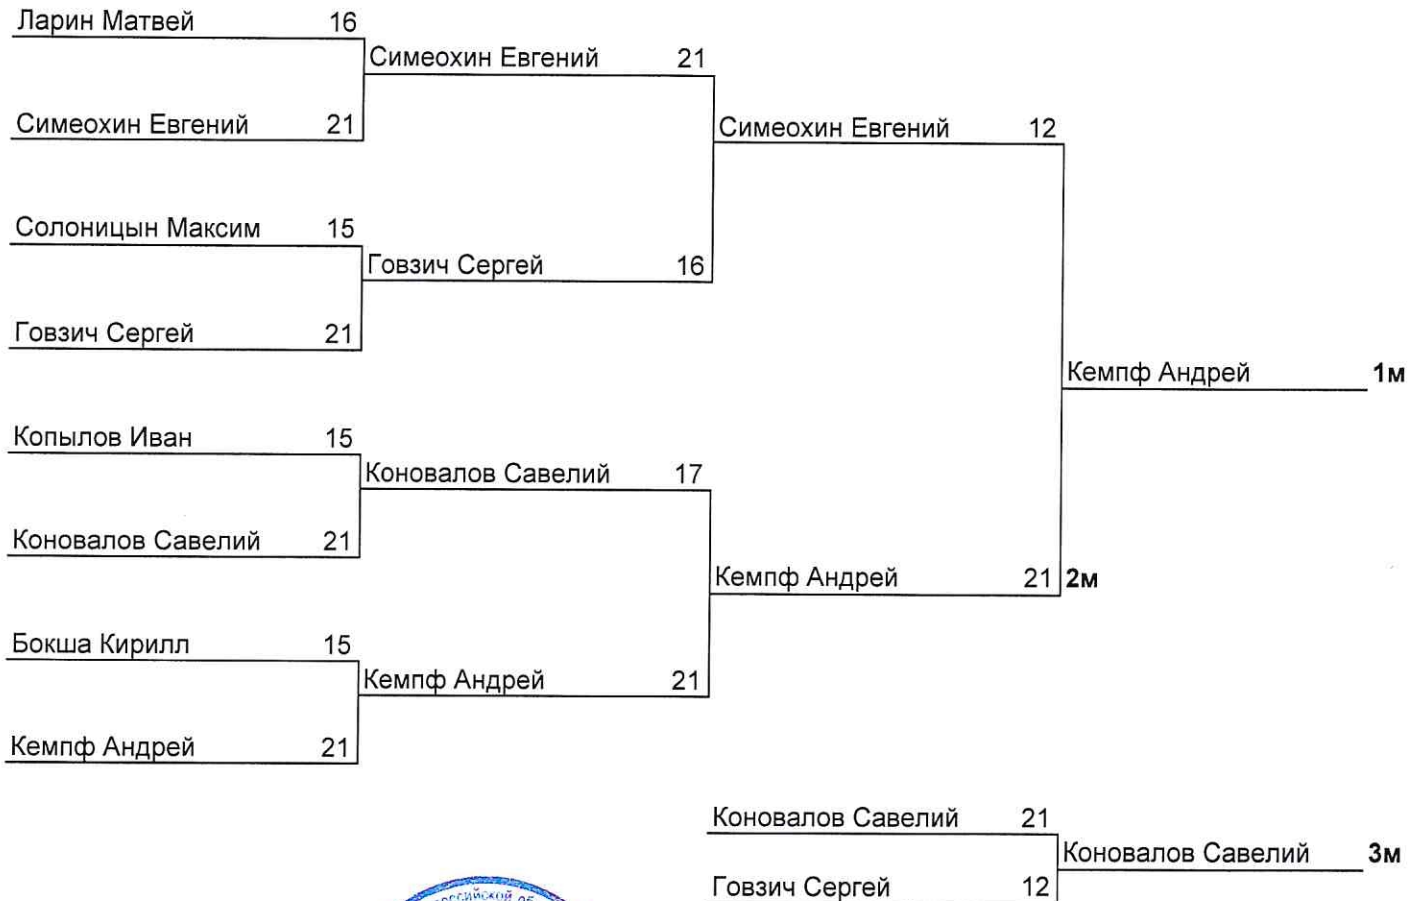 Ларин Матвей 16
Симеохин Евгений 21
Симеохин Евгений 21
Симеохин Евгений 12
Солоницын Максим 15
Говзич Сергей 16
Говзич Сергей 21
Кемпф Андрей 1м
Копылов Иван 15
Коновалов Савелий 17
Коновалов Савелий 21
Кемпф Андрей 21 2м
Бокша Кирилл 15
Кемпф Андрей 21
Кемпф Андрей 21
Коновалов Савелий 21
Коновалов Савелий 3м
Говзич Сергей 12